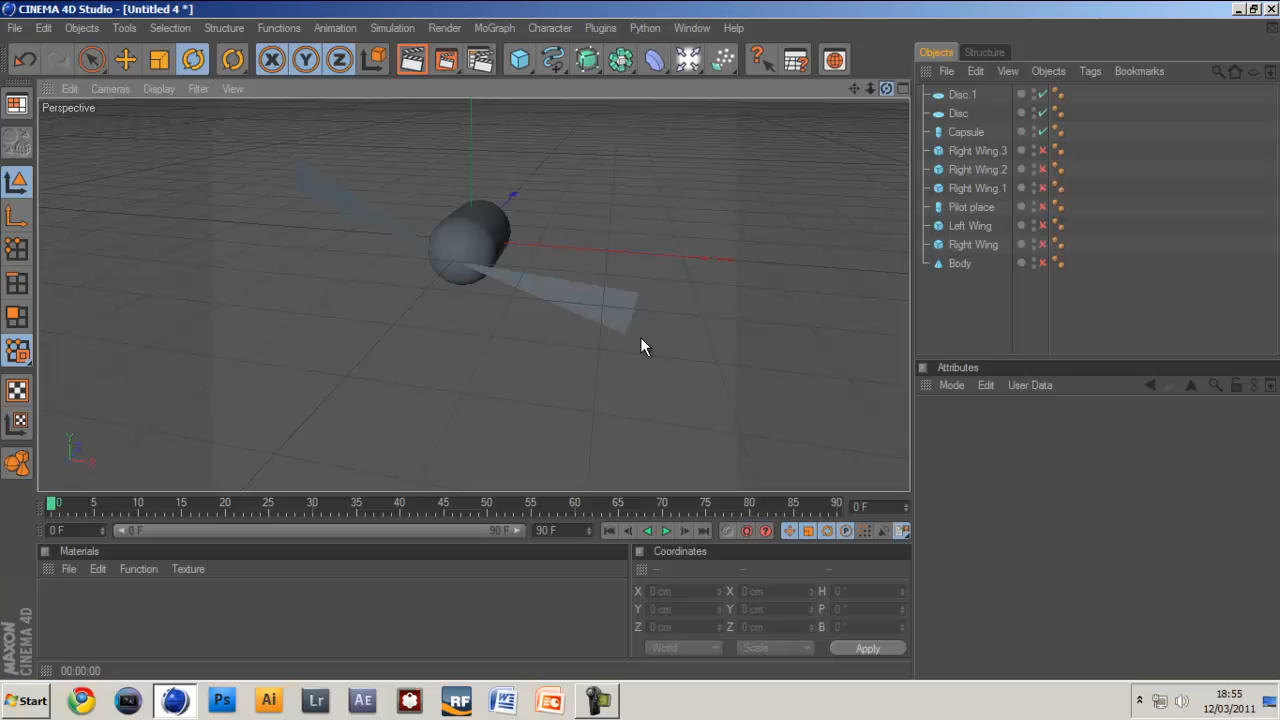 CINEMA 4D Studio - [Untitled 4 *]
File Edit Objects Tools Selection Structure Functions Animation Simulation Render MoGraph Character Plugins Python Window Help
X Y Z
Objects Structure
File Edit View Objects Tags Bookmarks
Edit Cameras Display Filter View
Perspective
Disc.1
Disc
Capsule
Right Wing.3
Right Wing.2
Right Wing.1
Pilot place
Left Wing
Right Wing
Body
Attributes
Mode Edit User Data
Y
X
0 5 10 15 20 25 30 35 40 45 50 55 60 65 70 75 80 85 90 0 F
0 F 0 F 90 F 90 F
Materials
File Edit Function Texture
Coordinates
-- -- --
X 0 cm X 0 cm H 0 °
Y 0 cm Y 0 cm P 0 °
Z 0 cm Z 0 cm B 0 °
World Scale Apply
00:00:00
MAXON
CINEMA 4D
Start Ps Ai Lr AE RF
18:55
12/03/2011